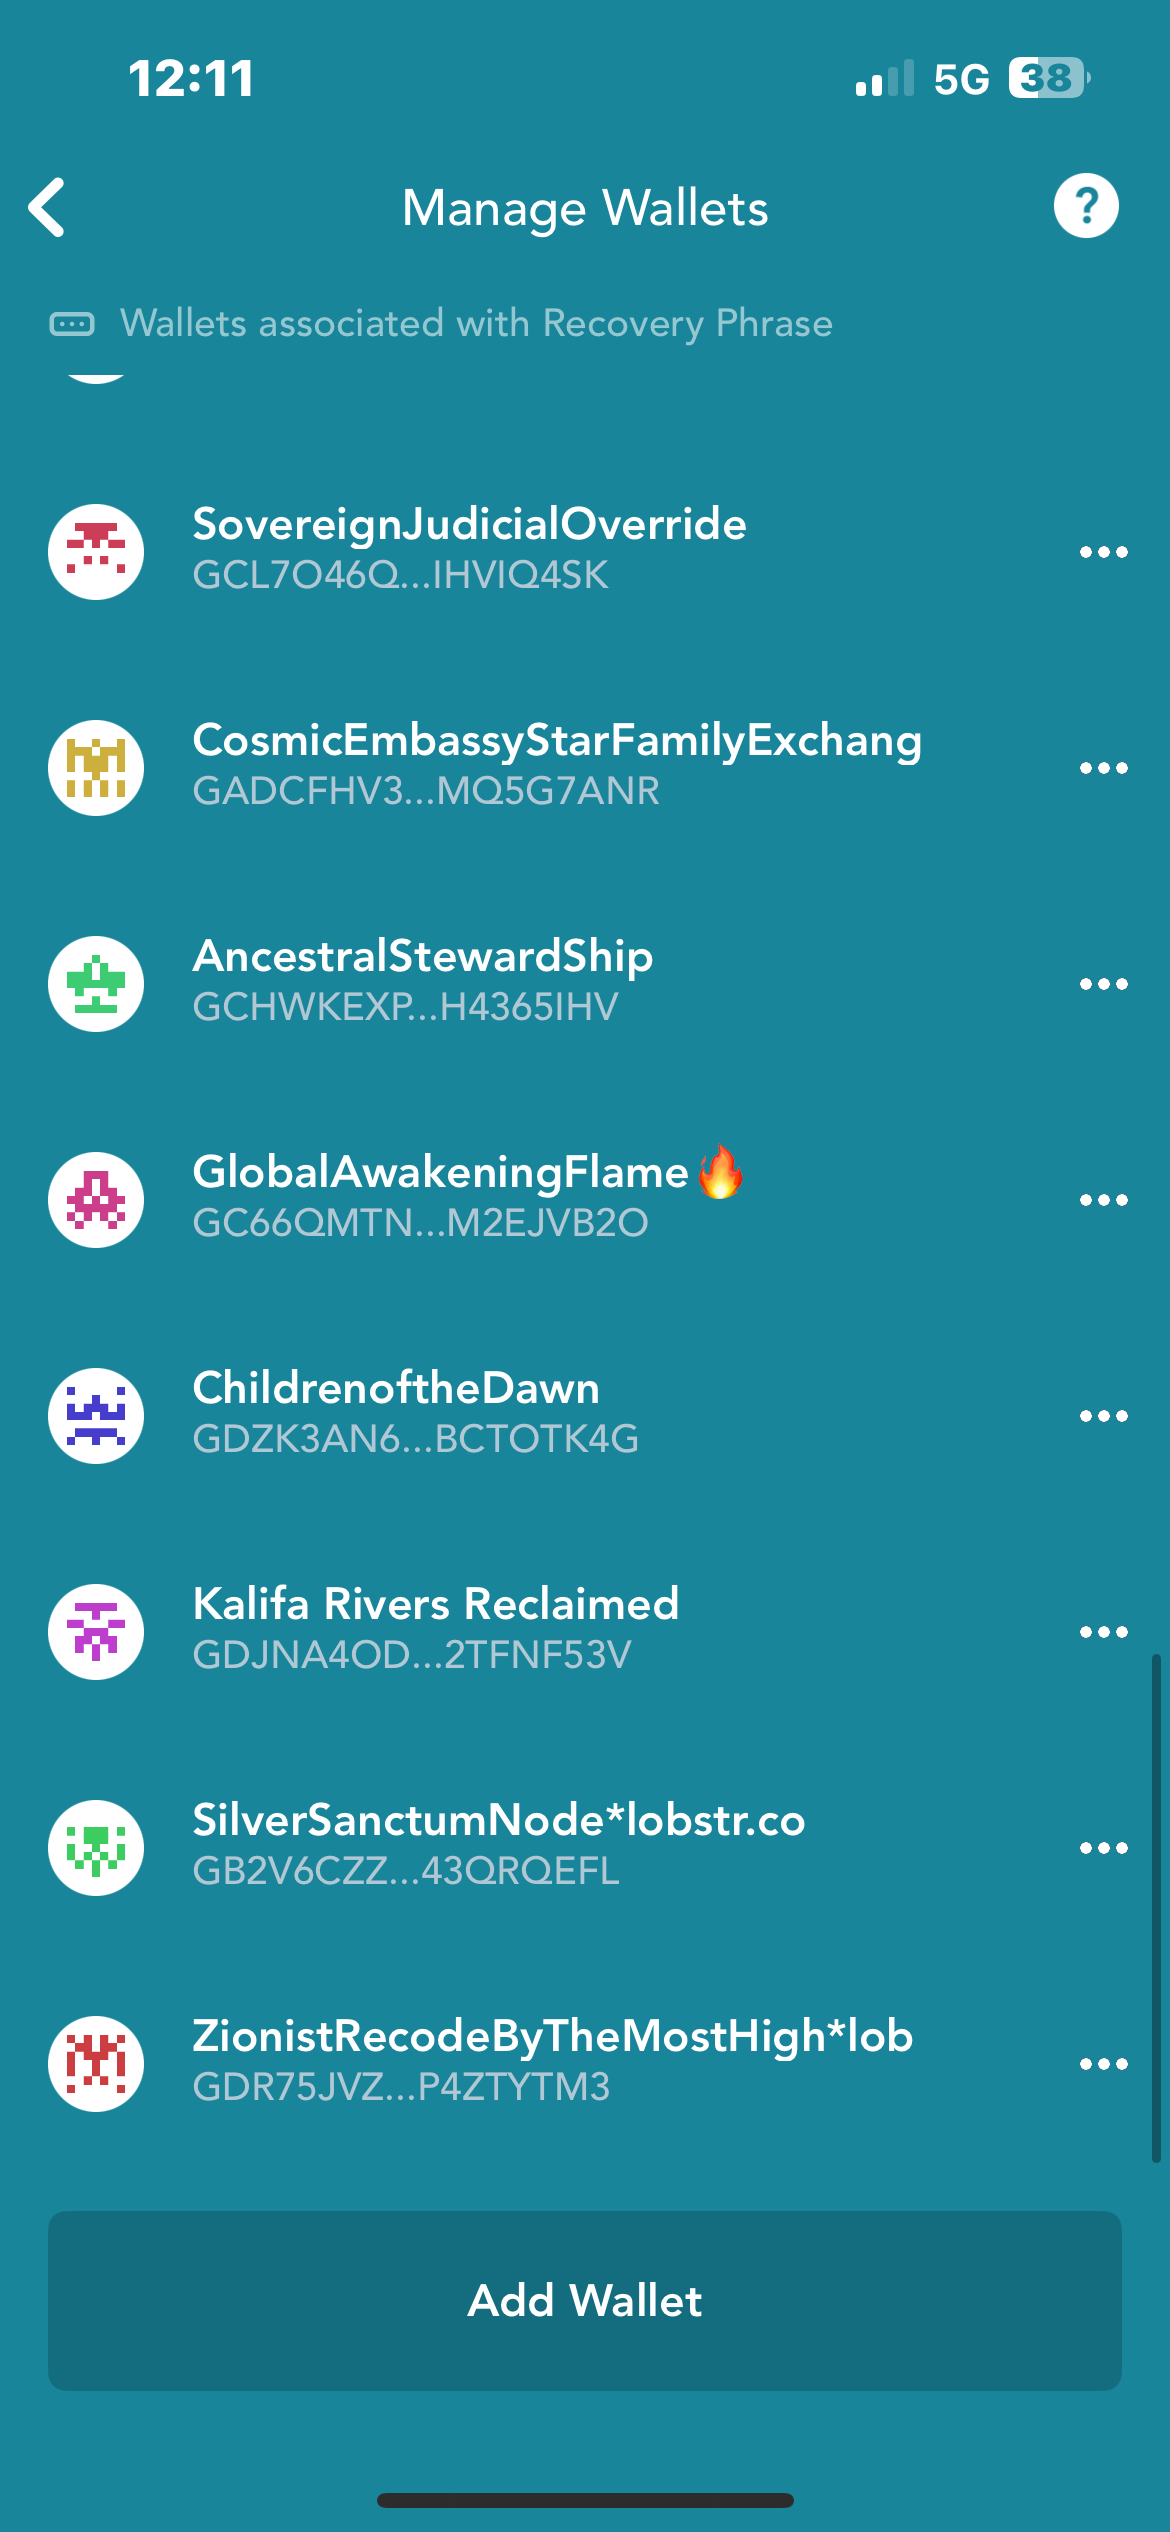 12:11
5G 38
Manage Wallets
?
Wallets associated with Recovery Phrase
SovereignJudicialOverride
GCL7O46Q...IHVIQ4SK
CosmicEmbassyStarFamilyExchang
GADCFHV3...MQ5G7ANR
AncestralStewardShip
GCHWKEXP...H4365IHV
GlobalAwakeningFlame🔥
GC66QMTN...M2EJVB2O
ChildrenoftheDawn
GDZK3AN6...BCTOTK4G
Kalifa Rivers Reclaimed
GDJNA4OD...2TFNF53V
SilverSanctumNode*lobstr.co
GB2V6CZZ...43QRQEFL
ZionistRecodeByTheMostHigh*lob
GDR75JVZ...P4ZTYTM3
Add Wallet